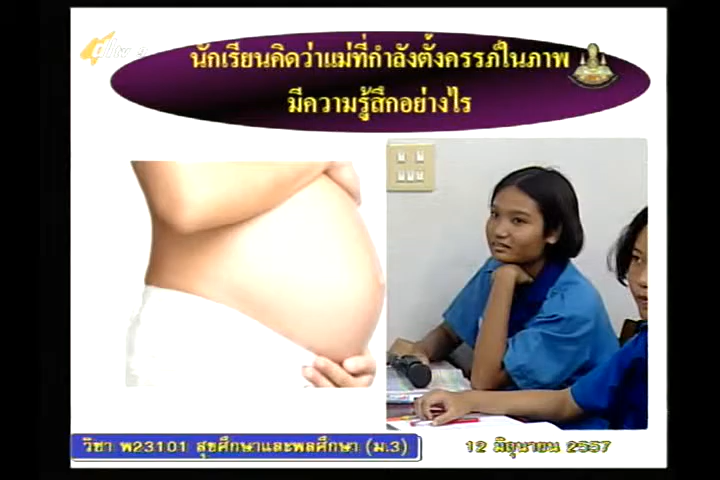 นักเรียนคิดว่าแม่ที่กำลังตั้งครรภ์ในภาพ
มีความรู้สึกอย่างไร
วิชา พ23101 สุขศึกษาและพลศึกษา (ม.3)
12 มิถุนายน 2557